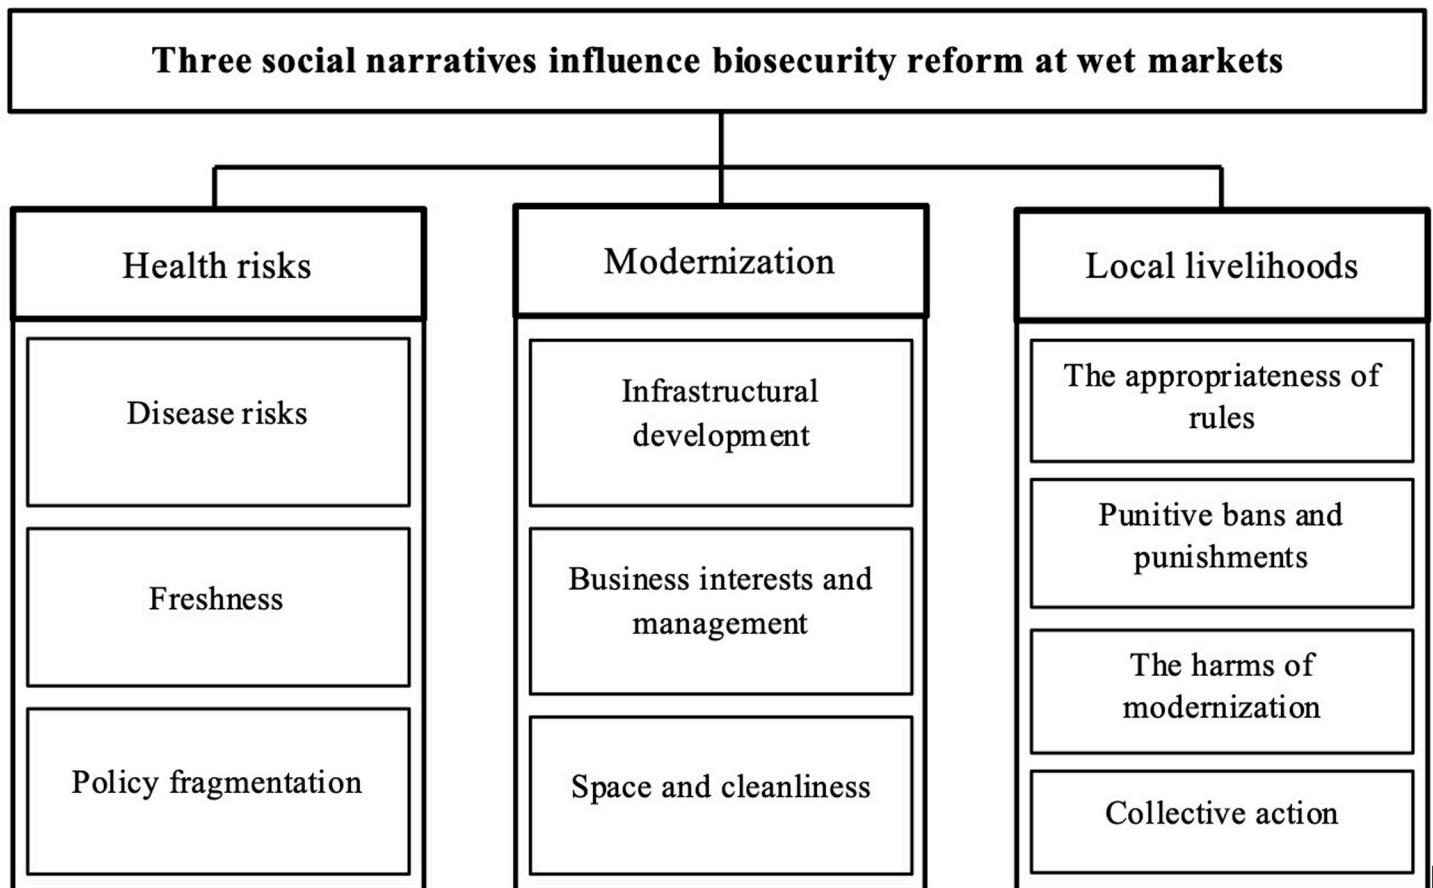 Three social narratives influence biosecurity reform at wet markets
Health risks
Disease risks
Freshness
Policy fragmentation
Modernization
Infrastructural
development
Business interests and
management
Space and cleanliness
Local livelihoods
The appropriateness of
rules
Punitive bans and
punishments
The harms of
modernization
Collective action